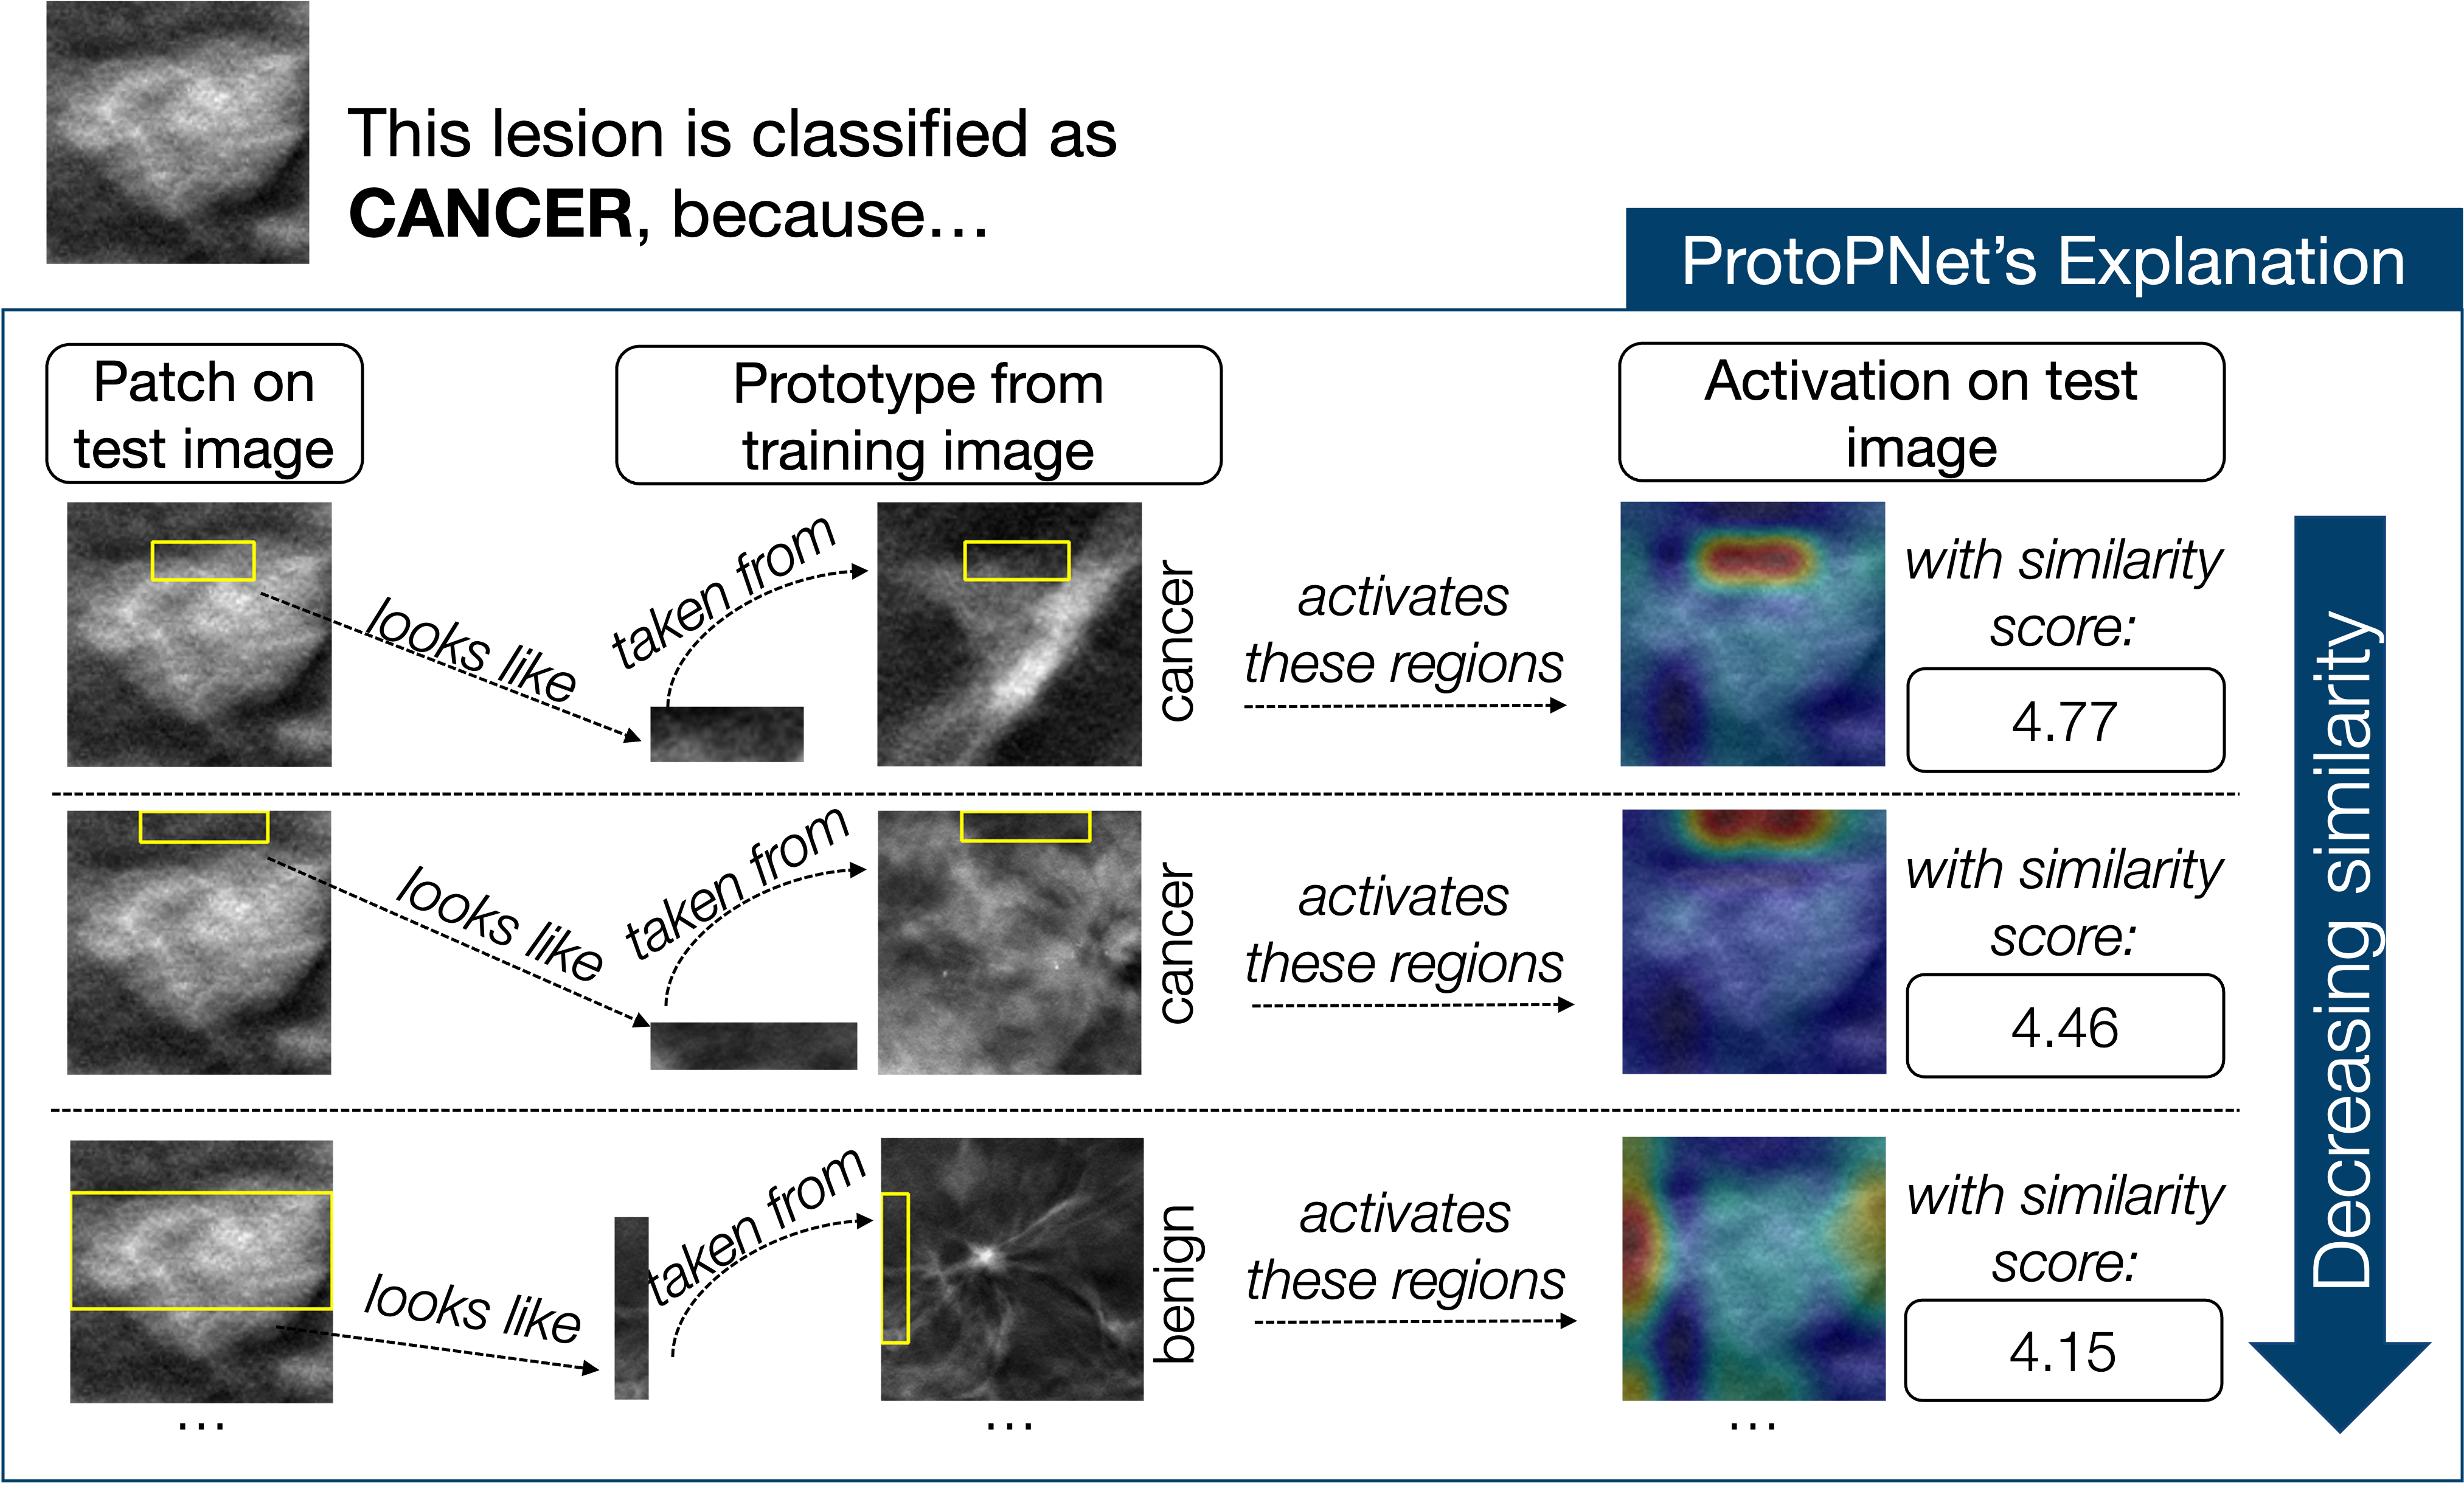 This lesion is classified as
CANCER, because…
ProtoPNet’s Explanation
Patch on
test image
Prototype from
training image
Activation on test
image
looks like
taken from
cancer
activates
these regions
with similarity
score:
4.77
looks like
taken from
cancer
activates
these regions
with similarity
score:
4.46
looks like
taken from
benign
activates
these regions
with similarity
score:
4.15
… … …
Decreasing similarity